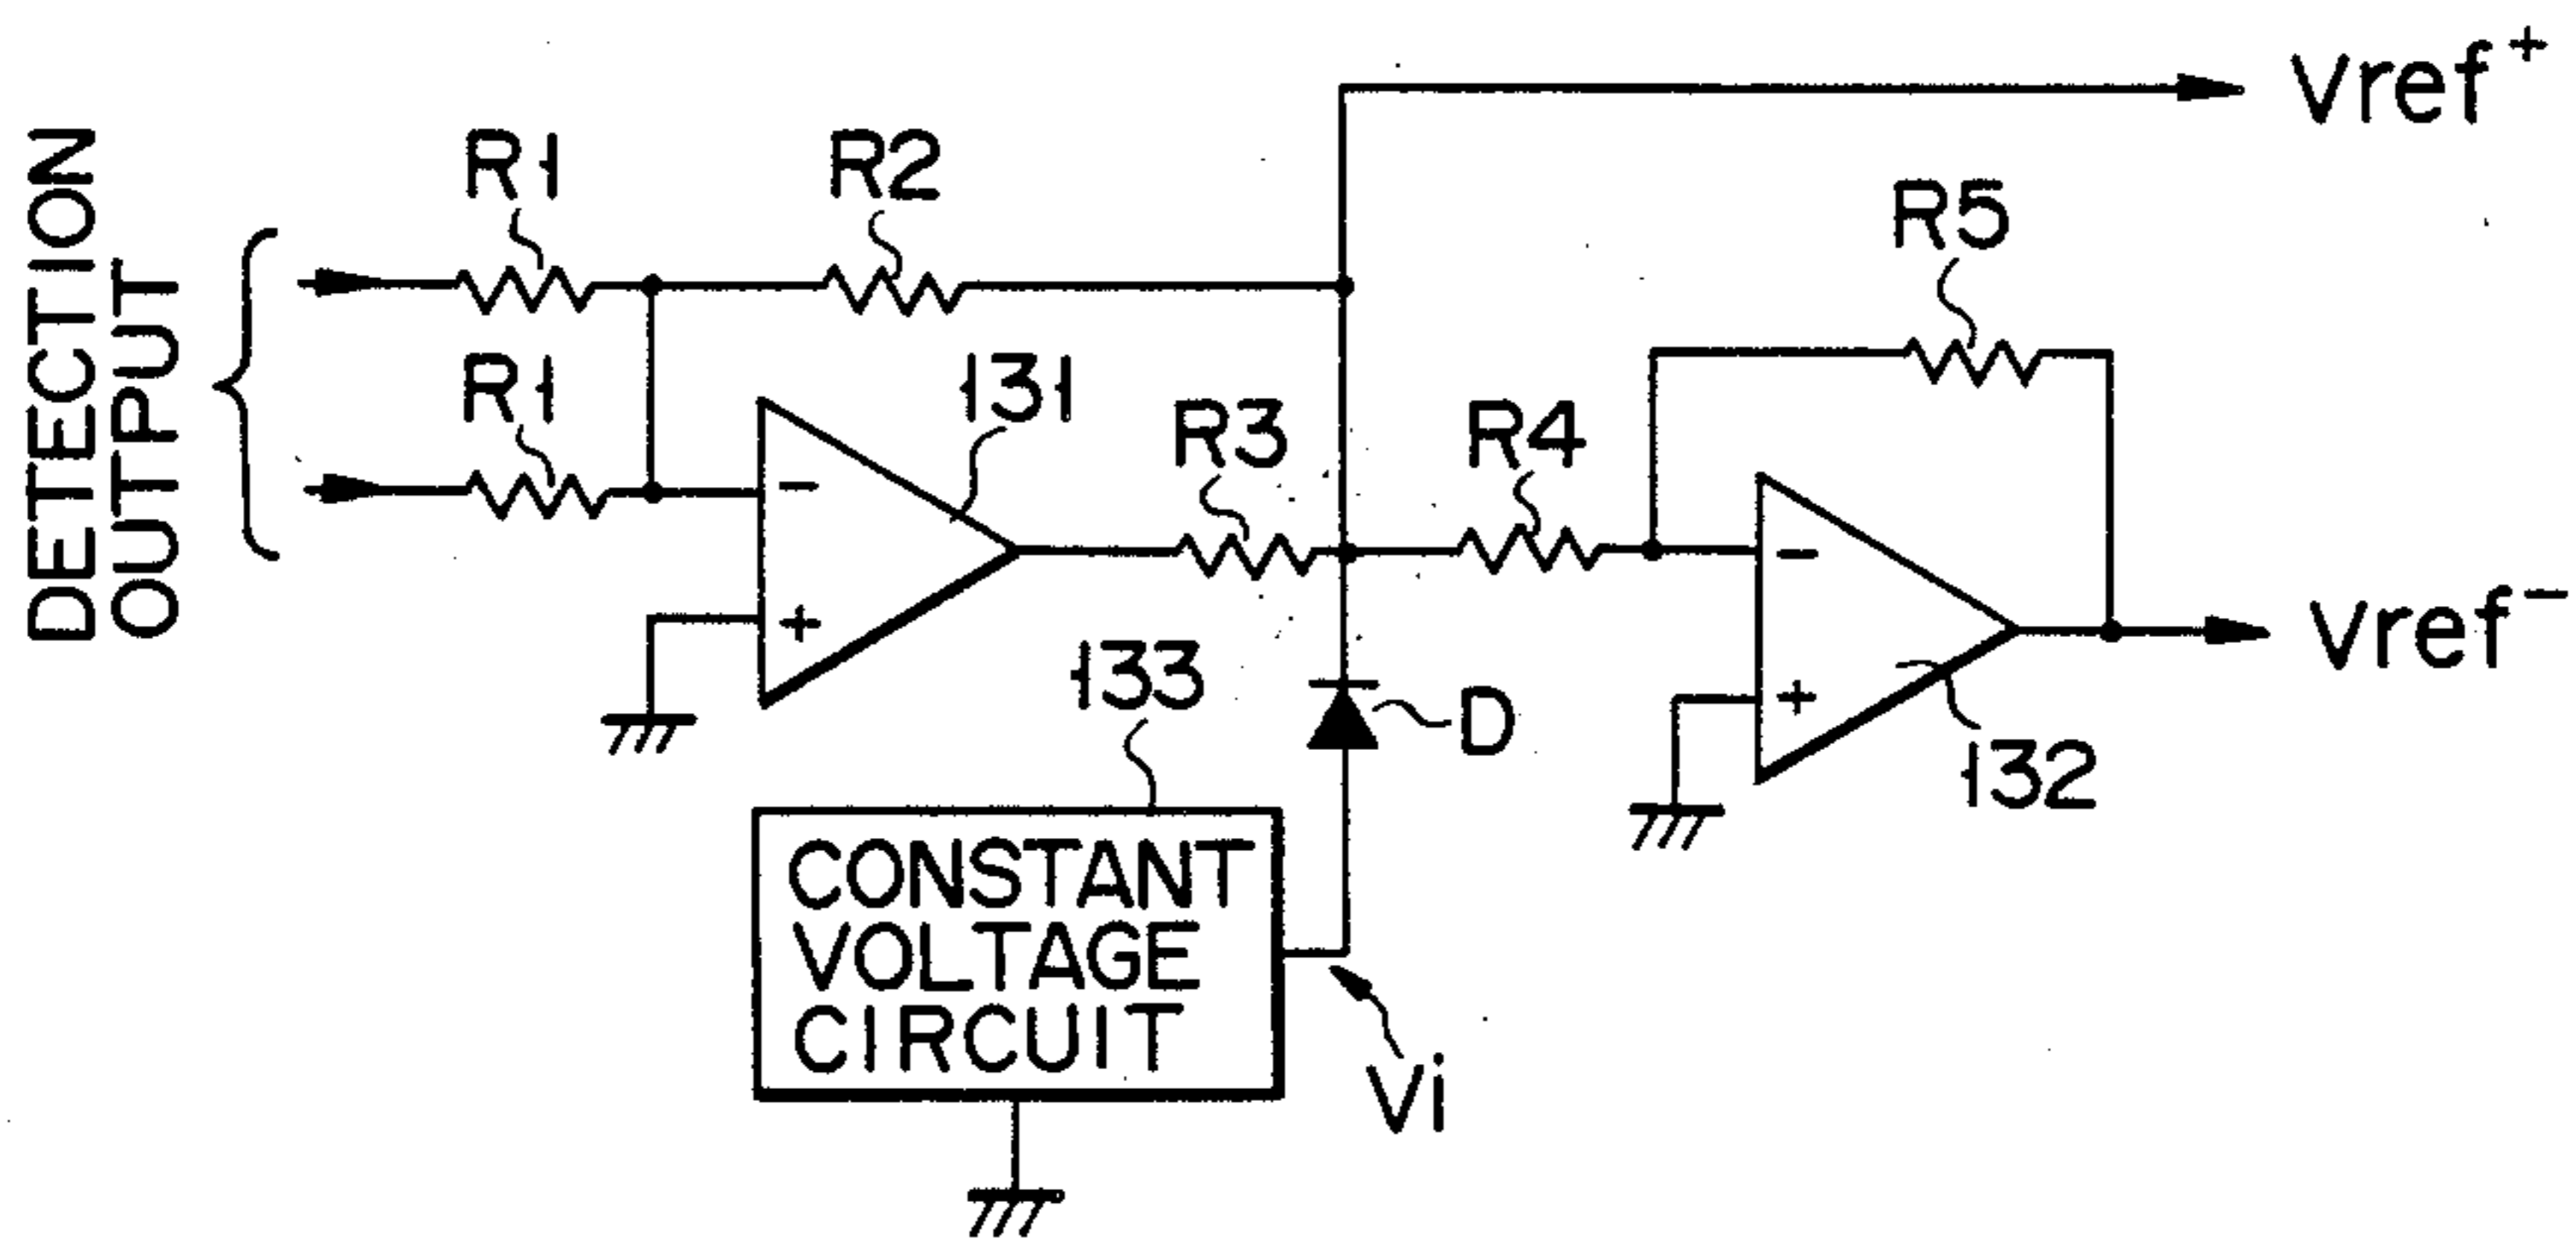 DETECTION
OUTPUT
R1
R2
Vref+
R5
R1
131
R3
R4
-
+
-
+
Vref-
133
D
132
CONSTANT
VOLTAGE
CIRCUIT
Vi